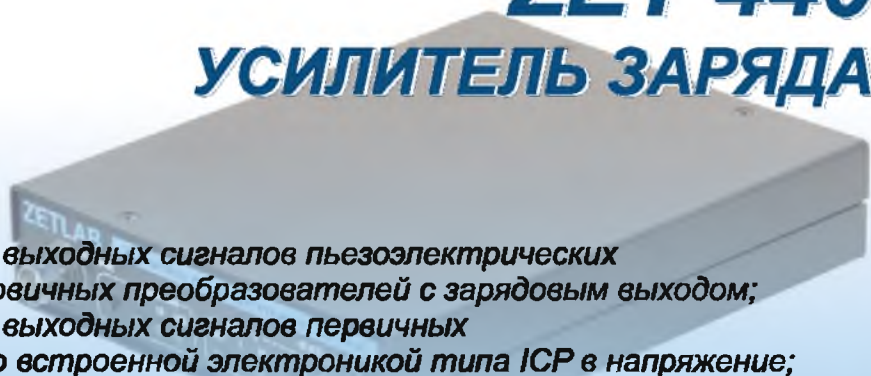 УСИЛИТЕЛЬ ЗАРЯДА
ZETLAB
выходных сигналов пьезоэлектрических
преобразователей с зарядовым выходом;
выходных сигналов первичных
встроенной электроникой типа ICP в напряжение;